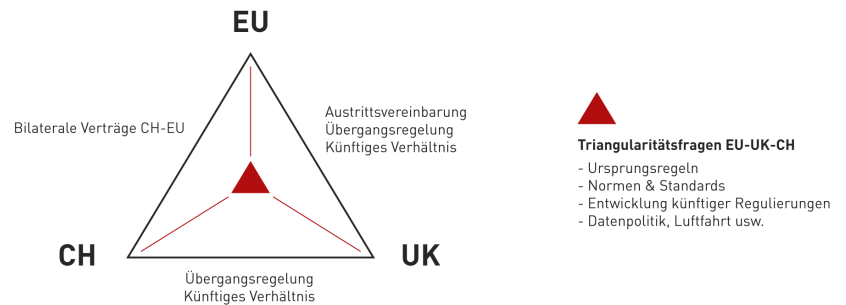 EU
Bilaterale Verträge CH-EU
Austrittsvereinbarung
Übergangsregelung
Künftiges Verhältnis
CH
UK
Übergangsregelung
Künftiges Verhältnis
Triangularitätsfragen EU-UK-CH
- Ursprungsregeln
- Normen & Standards
- Entwicklung künftiger Regulierungen
- Datenpolitik, Luftfahrt usw.